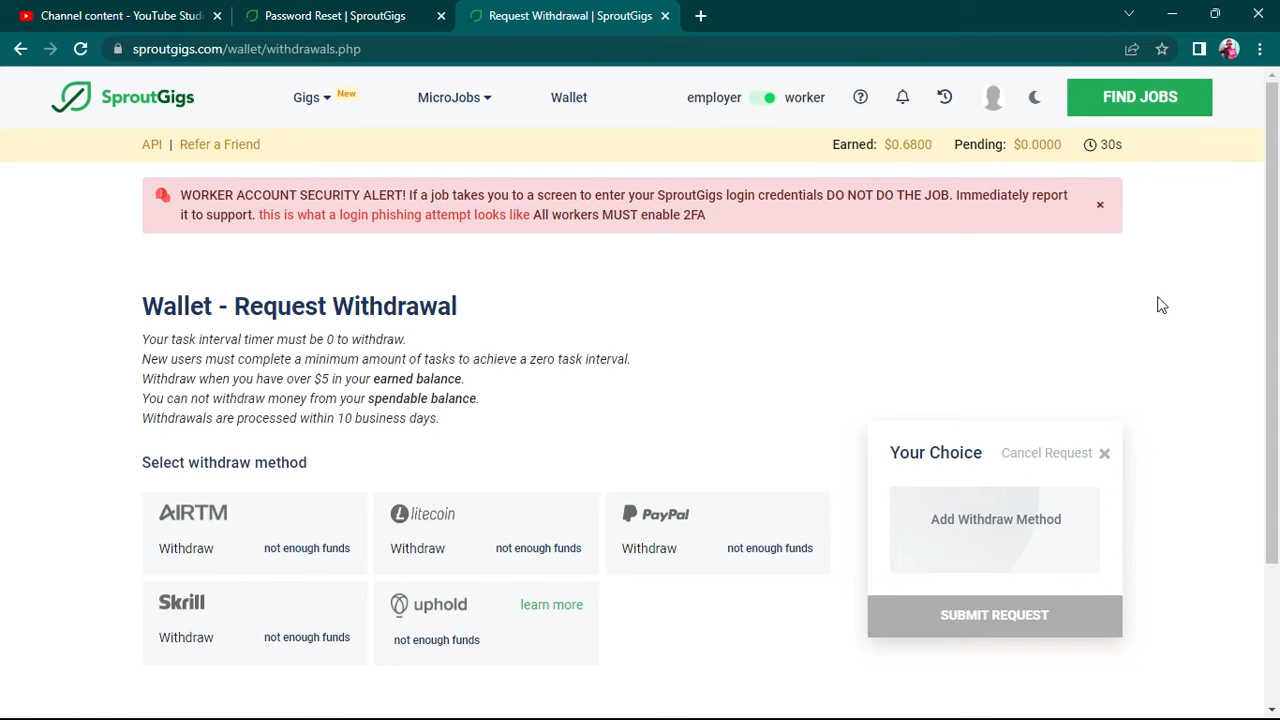 Channel content - YouTube Studi
Password Reset | SproutGigs
Request Withdrawal | SproutGigs
sproutgigs.com/wallet/withdrawals.php
SproutGigs
Gigs New
MicroJobs
Wallet
employer worker
FIND JOBS
API | Refer a Friend
Earned: $0.6800 Pending: $0.0000 30s
WORKER ACCOUNT SECURITY ALERT! If a job takes you to a screen to enter your SproutGigs login credentials DO NOT DO THE JOB. Immediately report
it to support. this is what a login phishing attempt looks like All workers MUST enable 2FA
Wallet - Request Withdrawal
Your task interval timer must be 0 to withdraw.
New users must complete a minimum amount of tasks to achieve a zero task interval.
Withdraw when you have over $5 in your earned balance.
You can not withdraw money from your spendable balance.
Withdrawals are processed within 10 business days.
Select withdraw method
AIRTM
Withdraw not enough funds
litecoin
Withdraw not enough funds
PayPal
Withdraw not enough funds
Skrill
Withdraw not enough funds
uphold learn more
not enough funds
Your Choice Cancel Request
Add Withdraw Method
SUBMIT REQUEST